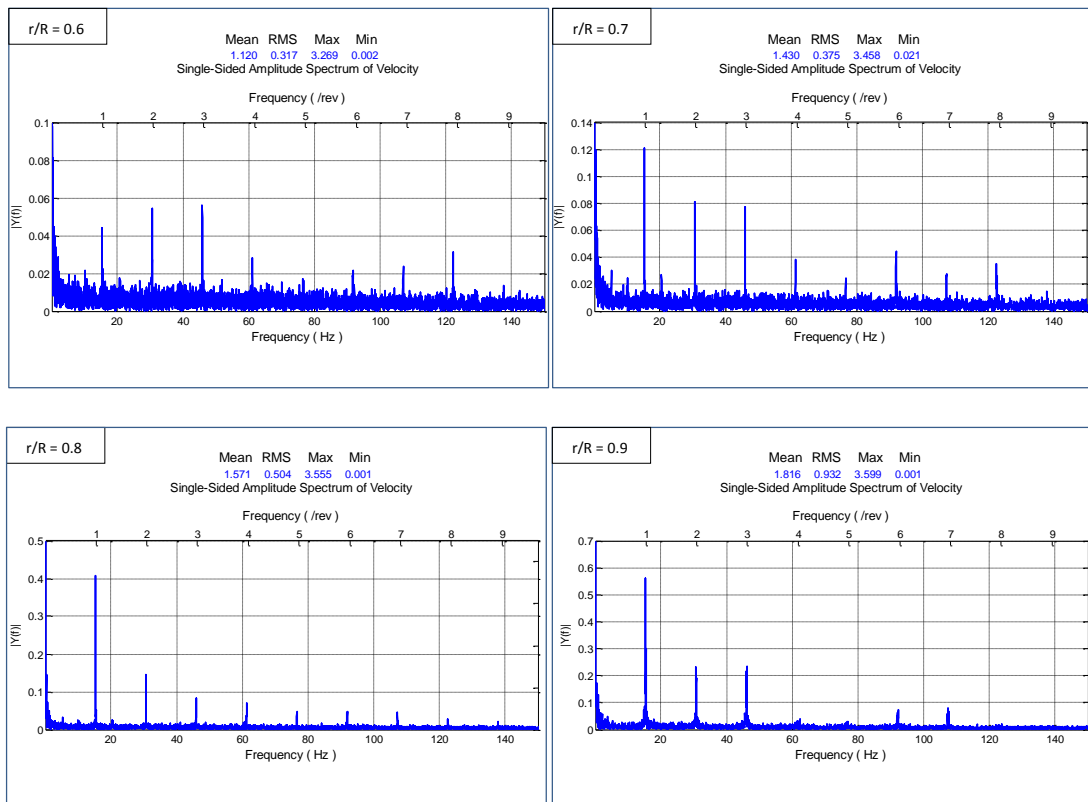 r/R = 0.6
Mean RMS Max Min
1.120 0.317 3.269 0.002
Single-Sided Amplitude Spectrum of Velocity
Frequency ( /rev )
1 2 3 4 5 6 7 8 9
0.1
0.08
0.06
0.04
0.02
0
|Y(f)|
20 40 60 80 100 120 140
Frequency ( Hz )
r/R = 0.7
Mean RMS Max Min
1.430 0.375 3.458 0.021
Single-Sided Amplitude Spectrum of Velocity
Frequency ( /rev )
1 2 3 4 5 6 7 8 9
0.14
0.12
0.1
0.08
0.06
0.04
0.02
0
|Y(f)|
20 40 60 80 100 120 140
Frequency ( Hz )
r/R = 0.8
Mean RMS Max Min
1.571 0.504 3.555 0.001
Single-Sided Amplitude Spectrum of Velocity
Frequency ( /rev )
1 2 3 4 5 6 7 8 9
0.5
0.4
0.3
0.2
0.1
0
|Y(f)|
20 40 60 80 100 120 140
Frequency ( Hz )
r/R = 0.9
Mean RMS Max Min
1.816 0.932 3.599 0.001
Single-Sided Amplitude Spectrum of Velocity
Frequency ( /rev )
1 2 3 4 5 6 7 8 9
0.7
0.6
0.5
0.4
0.3
0.2
0.1
0
|Y(f)|
20 40 60 80 100 120 140
Frequency ( Hz )